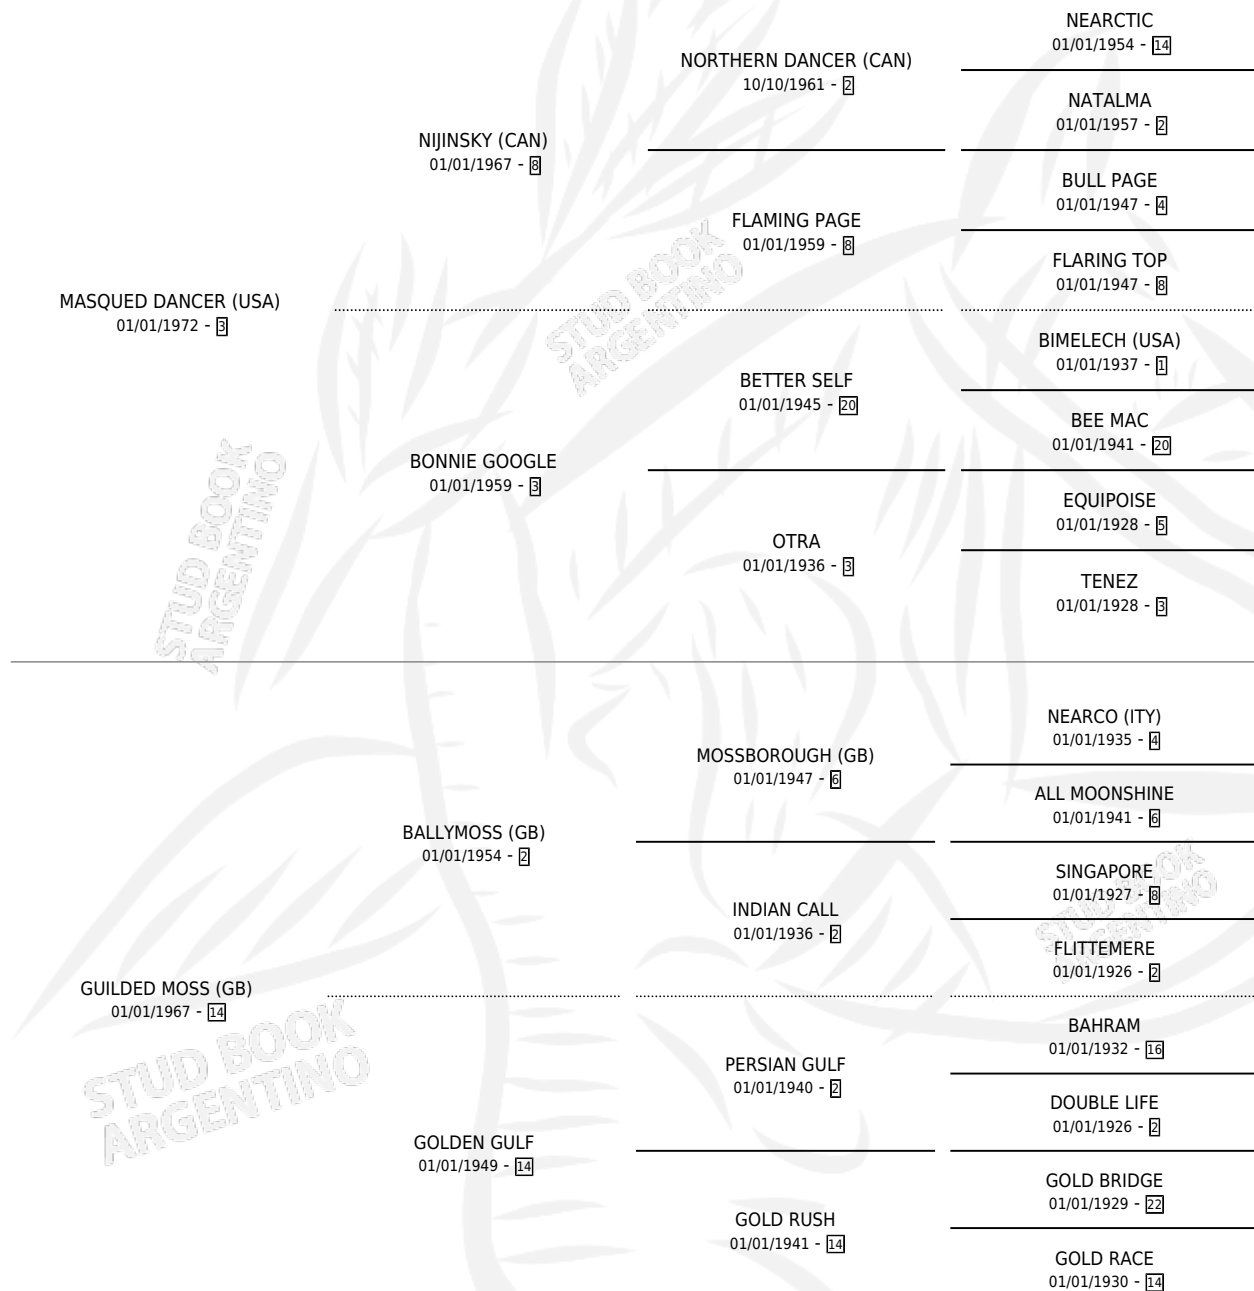 NEARCTIC
01/01/1954 - 14
NORTHERN DANCER (CAN)
10/10/1961 - 2
NATALMA
01/01/1957 - 2
NIJINSKY (CAN)
01/01/1967 - 8
BULL PAGE
01/01/1947 - 4
FLAMING PAGE
01/01/1959 - 8
FLARING TOP
01/01/1947 - 8
MASQUED DANCER (USA)
01/01/1972 - 3
STUD BOOK
ARGENTINO
BIMELECH (USA)
01/01/1937 - 1
BETTER SELF
01/01/1945 - 20
BEE MAC
01/01/1941 - 20
BONNIE GOOGLE
01/01/1959 - 3
EQUIPOISE
01/01/1928 - 5
OTRA
01/01/1936 - 3
TENEZ
01/01/1928 - 3
STUD BOOK
ARGENTINO
NEARCO (ITY)
01/01/1935 - 4
MOSSBOROUGH (GB)
01/01/1947 - 6
ALL MOONSHINE
01/01/1941 - 6
BALLYMOSS (GB)
01/01/1954 - 2
SINGAPORE
01/01/1927 - 8
INDIAN CALL
01/01/1936 - 2
FLITTEMERE
01/01/1926 - 2
STUD BOOK
ARGENTINO
GUILDED MOSS (GB)
01/01/1967 - 14
BAHRAM
01/01/1932 - 16
PERSIAN GULF
01/01/1940 - 2
DOUBLE LIFE
01/01/1926 - 2
STUD BOOK
ARGENTINO
GOLDEN GULF
01/01/1949 - 14
GOLD BRIDGE
01/01/1929 - 22
GOLD RUSH
01/01/1941 - 14
GOLD RACE
01/01/1930 - 14